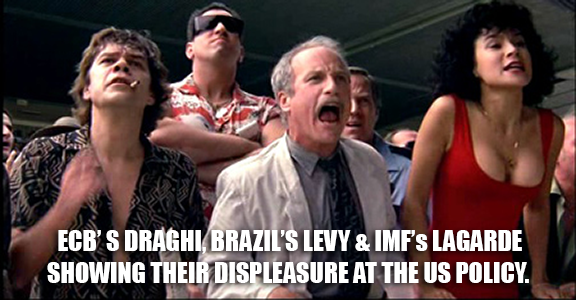 ECB’ S DRAGHI, BRAZIL’S LEVY & IMF’s LAGARDE
SHOWING THEIR DISPLEASURE AT THE US POLICY.